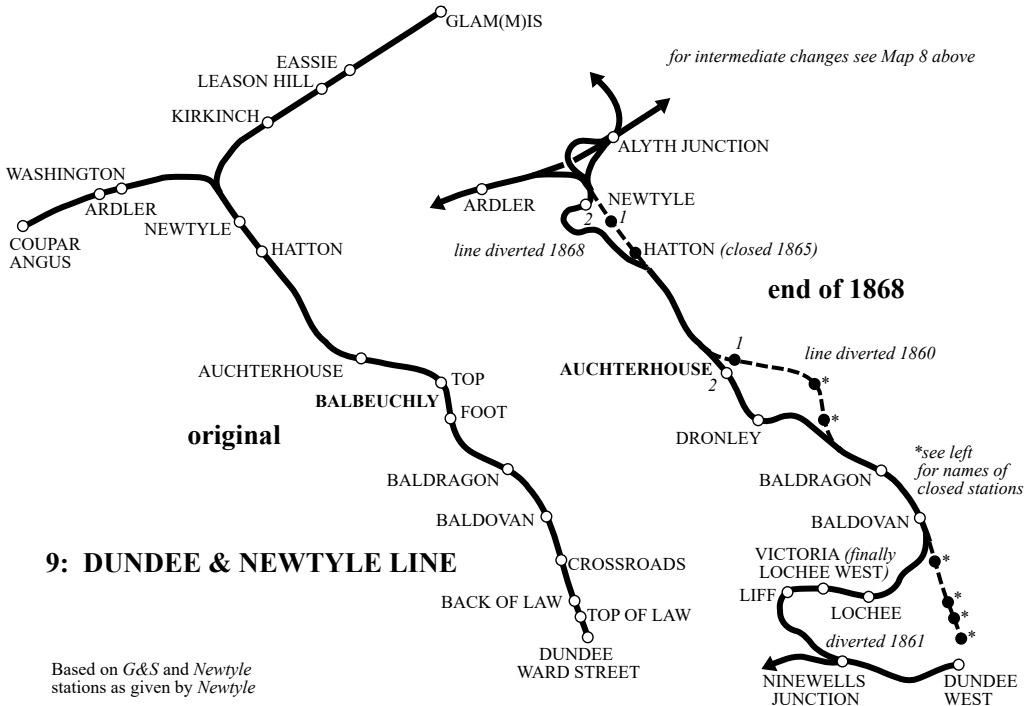 GLAM(M)IS
EASSIE
LEASON HILL
KIRKINCH
WASHINGTON
ARDLER
COUPAR
ANGUS
NEWTYLE
HATTON
AUCHTERHOUSE
TOP
BALBEUCHLY
FOOT
original
BALDRAGON
BALDOVAN
CROSSROADS
BACK OF LAW
TOP OF LAW
DUNDEE
WARD STREET
9: DUNDEE & NEWTYLE LINE
Based on G&S and Newtyle
stations as given by Newtyle
for intermediate changes see Map 8 above
ALYTH JUNCTION
ARDLER
NEWTYLE
2
1
line diverted 1868
HATTON (closed 1865)
end of 1868
1
line diverted 1860
AUCHTERHOUSE
2
*
*
DRONLEY
*see left
for names of
closed stations
BALDRAGON
BALDOVAN
VICTORIA (finally
LOCHEE WEST)
*
LIFF
LOCHEE
*
*
*
diverted 1861
NINEWELLS
JUNCTION
DUNDEE
WEST